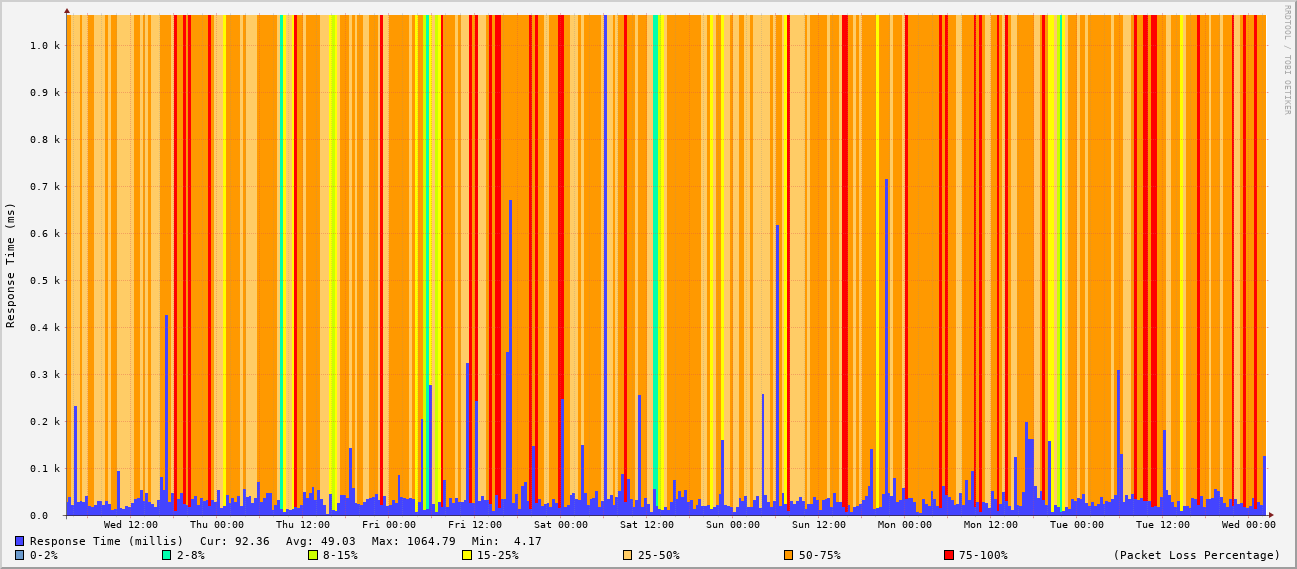 RRDTOOL / TOBI OETIKER
Response Time (ms)
1.0 k
0.9 k
0.8 k
0.7 k
0.6 k
0.5 k
0.4 k
0.3 k
0.2 k
0.1 k
0.0
Wed 12:00 Thu 00:00 Thu 12:00 Fri 00:00 Fri 12:00 Sat 00:00 Sat 12:00 Sun 00:00 Sun 12:00 Mon 00:00 Mon 12:00 Tue 00:00 Tue 12:00 Wed 00:00
Response Time (millis) Cur: 92.36 Avg: 49.03 Max: 1064.79 Min: 4.17
0-2% 2-8% 8-15% 15-25% 25-50% 50-75% 75-100% (Packet Loss Percentage)